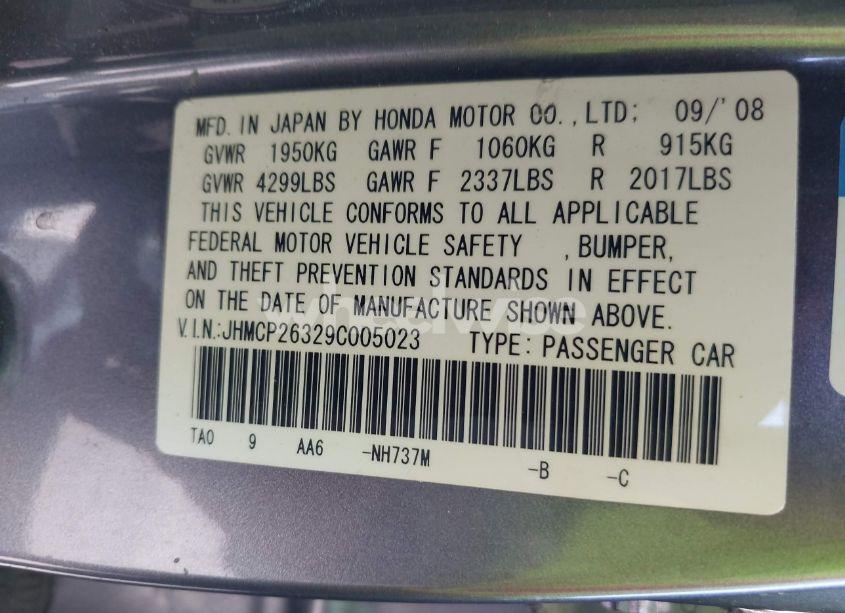 MFD. IN JAPAN BY HONDA MOTOR CO., LTD; 09/'08
GVWR 1950KG GAWR F 1060KG R 915KG
GVWR 4299LBS GAWR F 2337LBS R 2017LBS
THIS VEHICLE CONFORMS TO ALL APPLICABLE
FEDERAL MOTOR VEHICLE SAFETY , BUMPER,
AND THEFT PREVENTION STANDARDS IN EFFECT
ON THE DATE OF MANUFACTURE SHOWN ABOVE.
wheelwise
V.I.N.:JHMCP26329C005023 TYPE: PASSENGER CAR
TA0 9 AA6 -NH737M -B -C